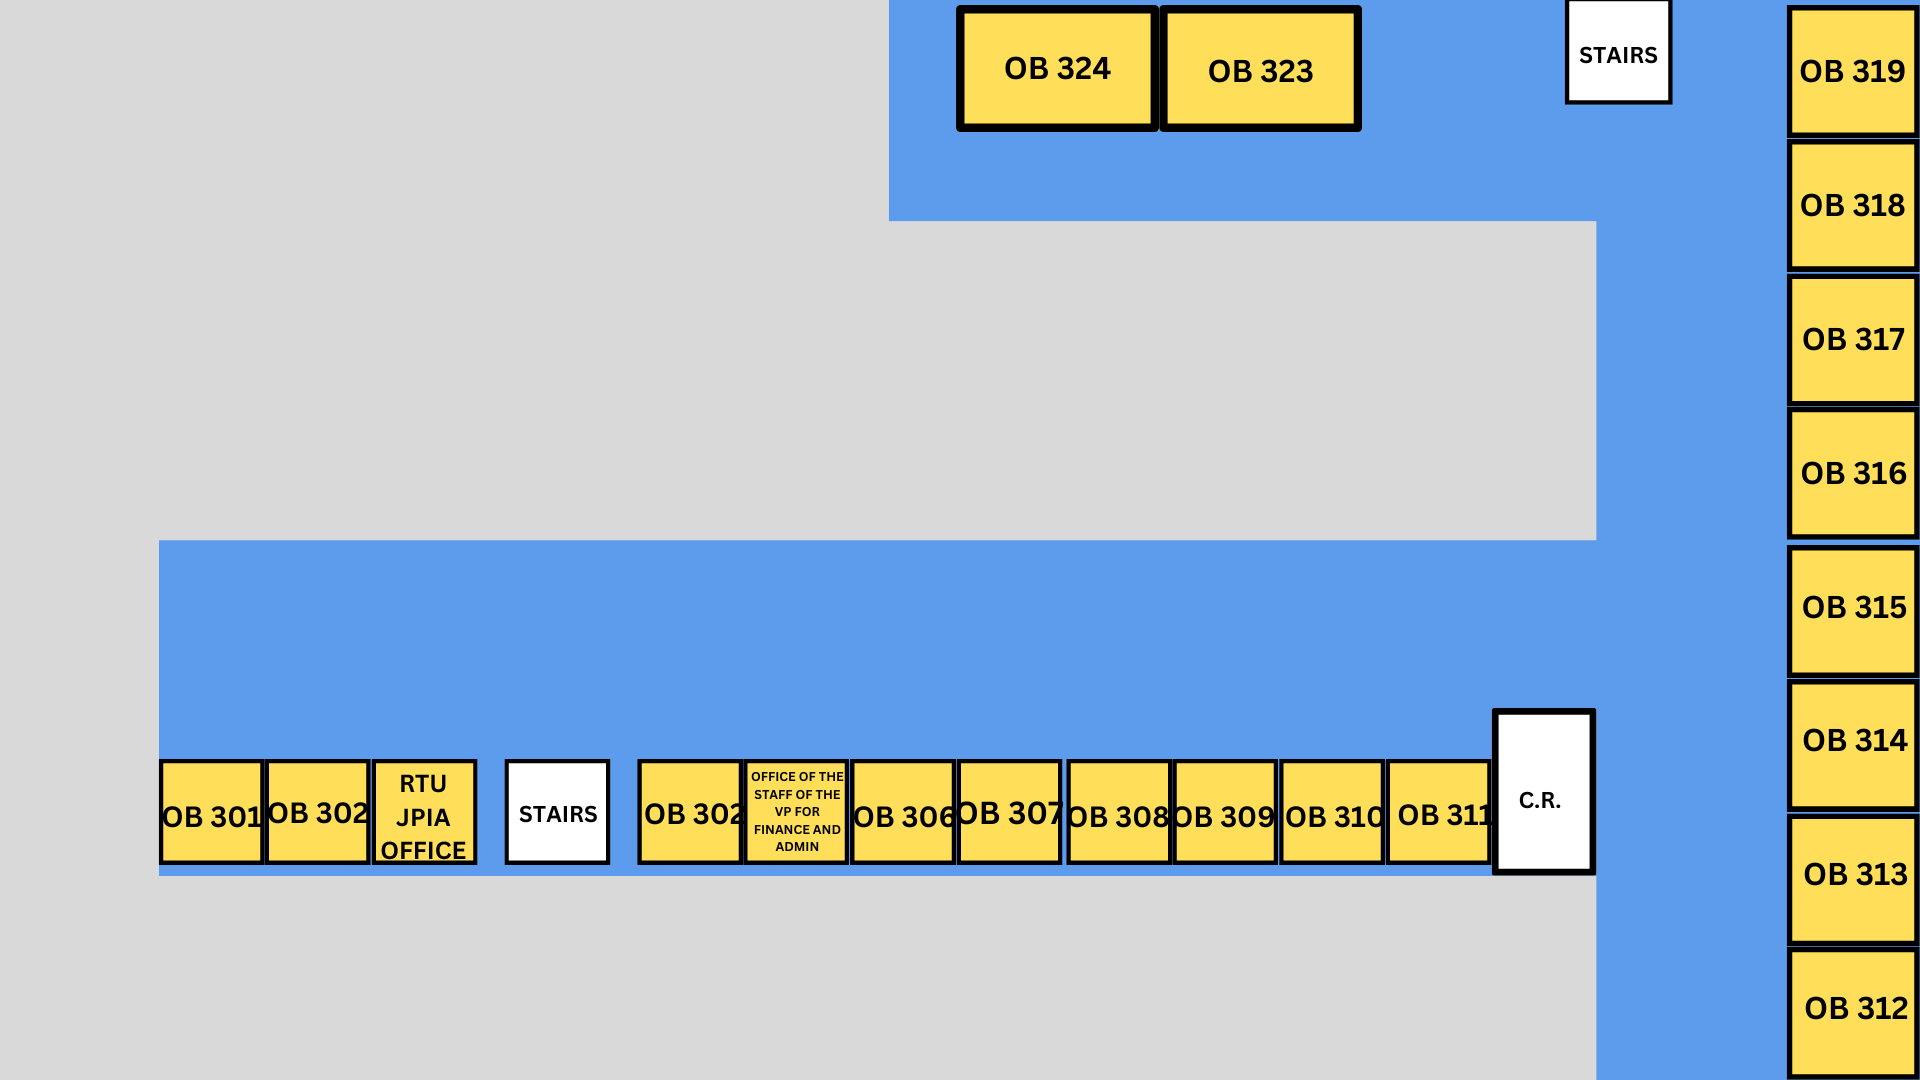 OB 324
OB 323
STAIRS
OB 319
OB 318
OB 317
OB 316
OB 315
OB 314
OB 313
OB 312
OB 301
OB 302
RTU
JPIA
OFFICE
STAIRS
OB 302
OFFICE OF THE
STAFF OF THE
VP FOR
FINANCE AND
ADMIN
OB 306
OB 307
OB 308
OB 309
OB 310
OB 311
C.R.